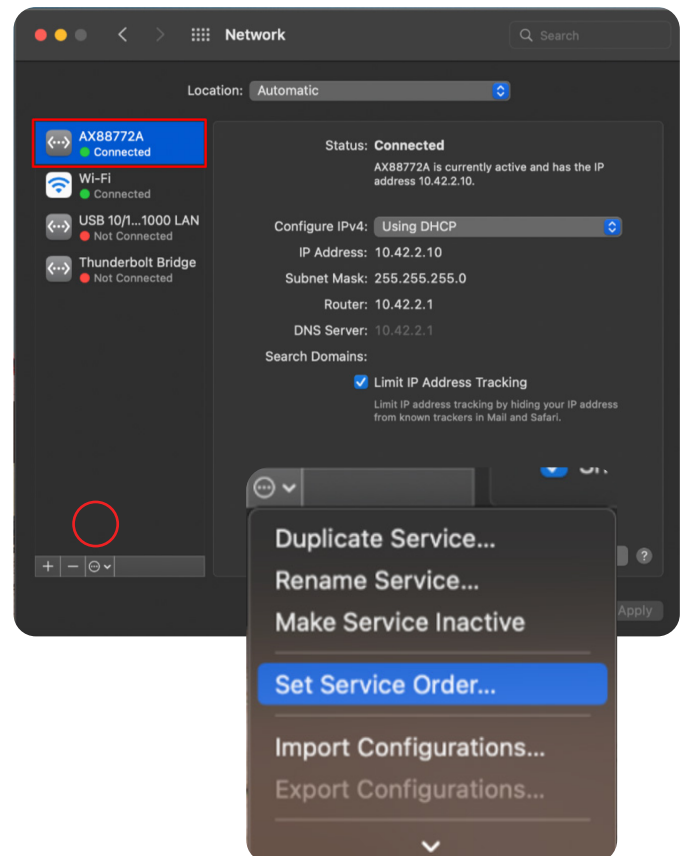 Network
Search
Location: Automatic
AX88772A
Connected
Wi-Fi
Connected
USB 10/1...1000 LAN
Not Connected
Thunderbolt Bridge
Not Connected
Status: Connected
AX88772A is currently active and has the IP
address 10.42.2.10.
Configure IPv4: Using DHCP
IP Address: 10.42.2.10
Subnet Mask: 255.255.255.0
Router: 10.42.2.1
DNS Server: 10.42.2.1
Search Domains:
Limit IP Address Tracking
Limit IP address tracking by hiding your IP address
from known trackers in Mail and Safari.
?
Apply
Duplicate Service...
Rename Service...
Make Service Inactive
Set Service Order...
Import Configurations...
Export Configurations...